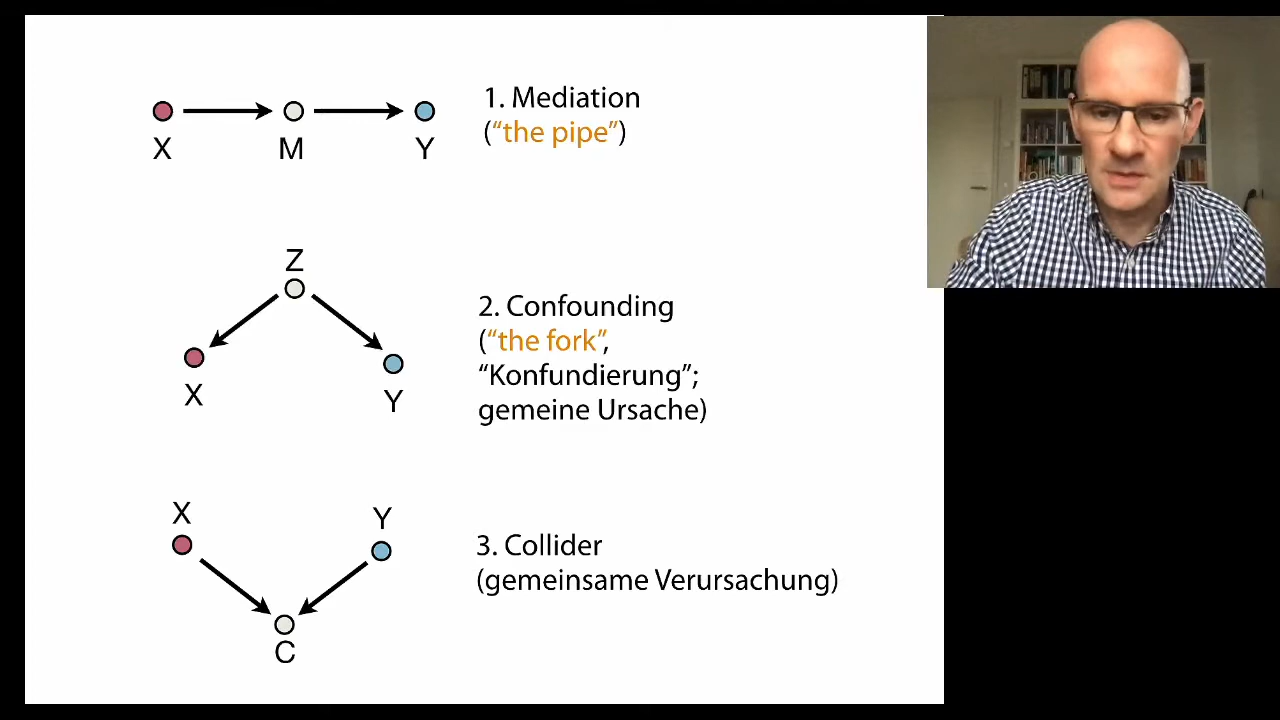 X
M
Y
1. Mediation
(“the pipe”)
Z
X
Y
2. Confounding
(“the fork”,
“Konfundierung”;
gemeine Ursache)
X
Y
C
3. Collider
(gemeinsame Verursachung)